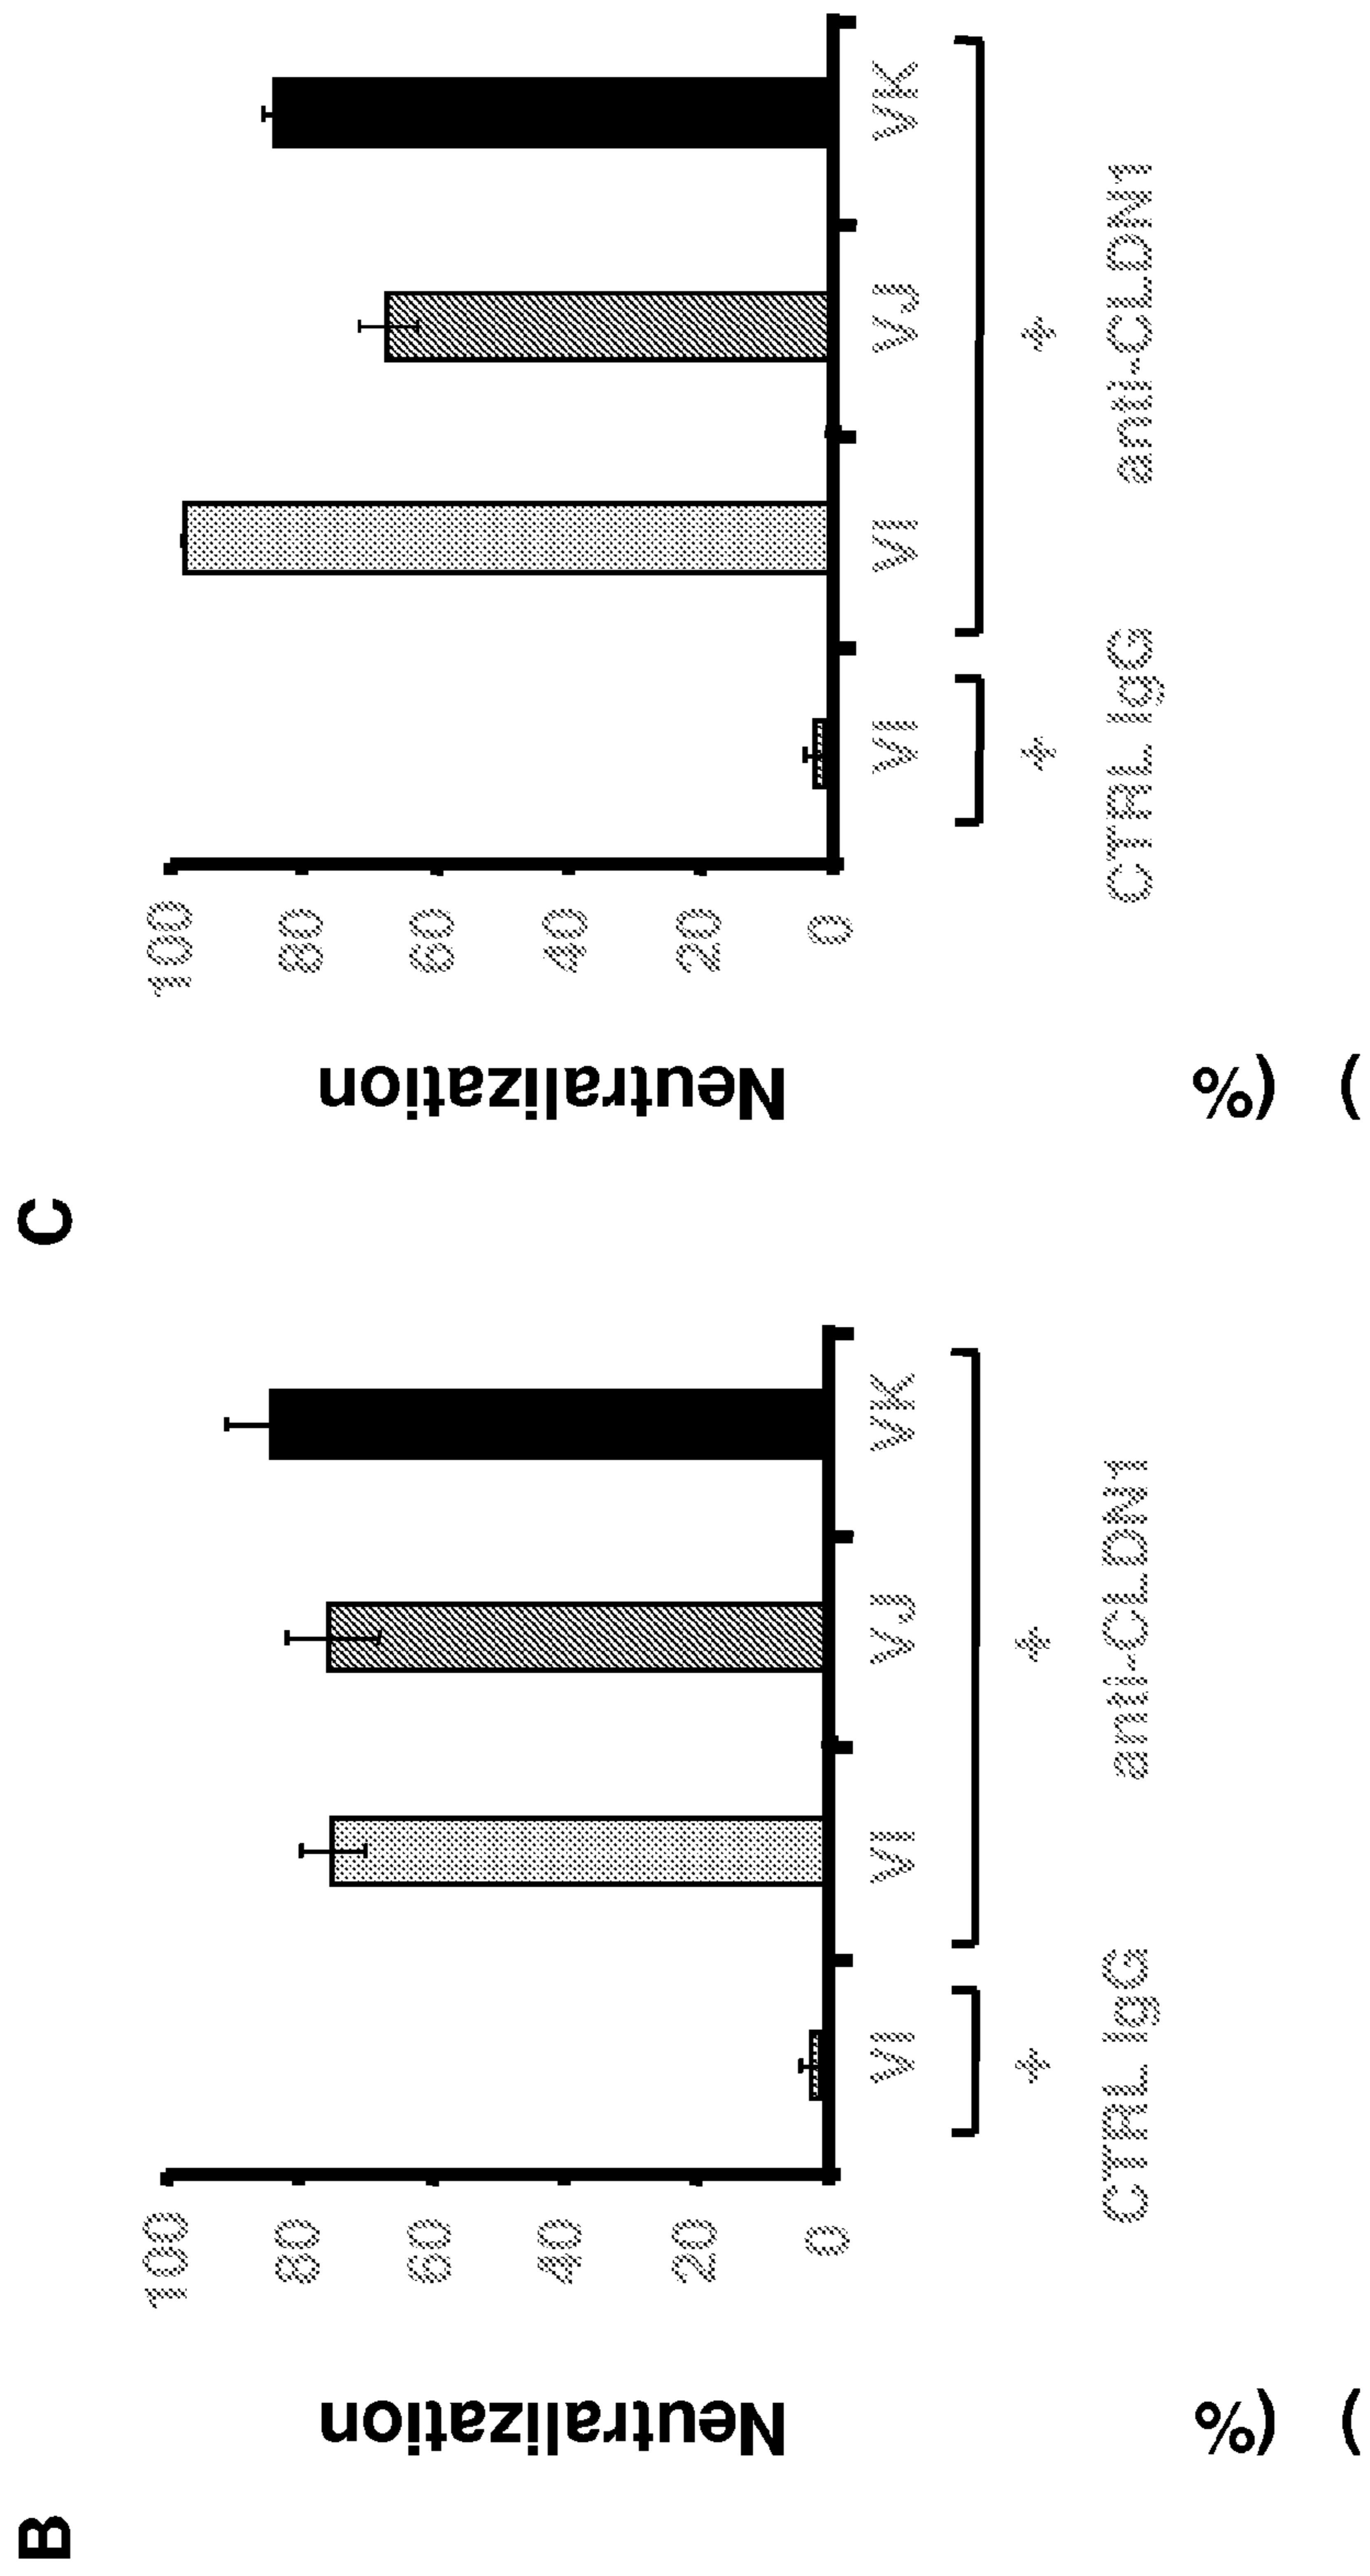 B
Neutralization
(%)
100
80
60
40
20
0
VI
VI
VJ
VK
+
+
CTRL IgG
anti-CLDN1
C
Neutralization
(%)
100
80
60
40
20
0
VI
VI
VJ
VK
+
+
CTRL IgG
anti-CLDN1